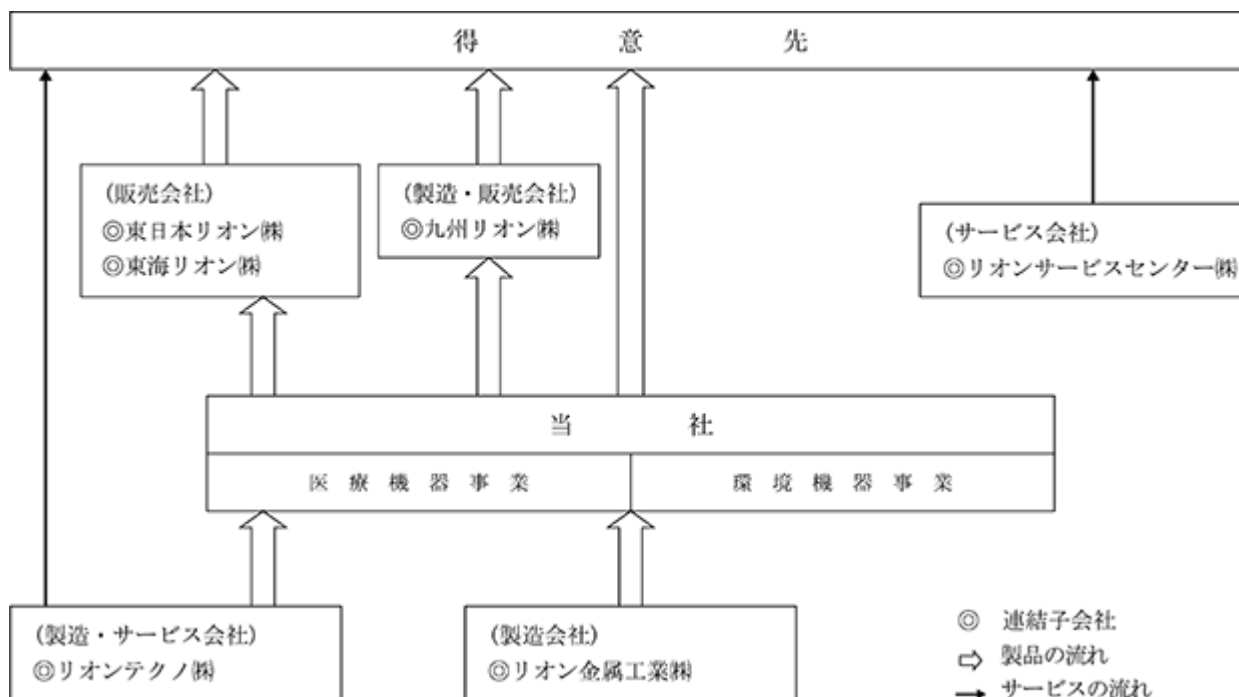 得意先
(販売会社)
◎東日本リオン㈱
◎東海リオン㈱
(製造・販売会社)
◎九州リオン㈱
(サービス会社)
◎リオンサービスセンター㈱
当社
医療機器事業
環境機器事業
(製造・サービス会社)
◎リオンテクノ㈱
(製造会社)
◎リオン金属工業㈱
◎ 連結子会社
⇨ 製品の流れ
→ サービスの流れ